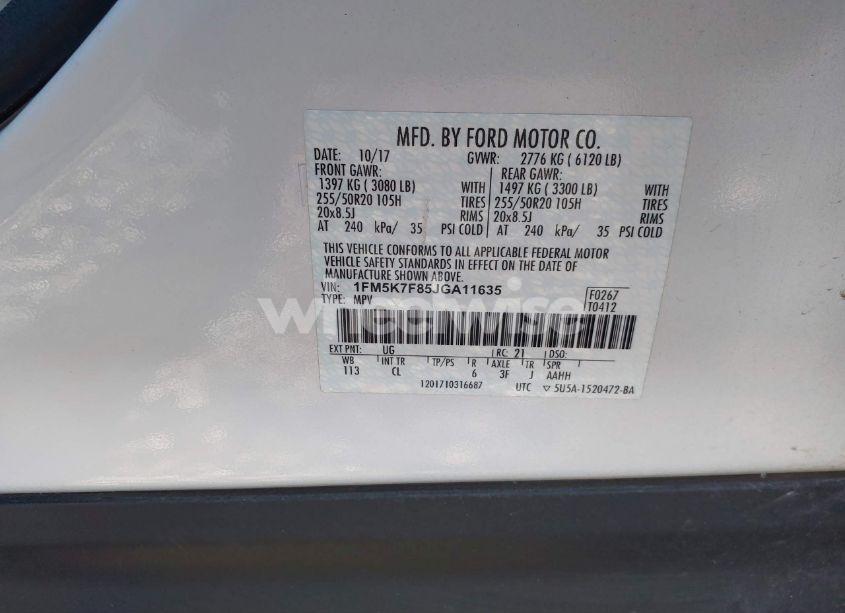 MFD. BY FORD MOTOR CO.
DATE: 10/17 GVWR: 2776 KG ( 6120 LB)
FRONT GAWR: REAR GAWR:
1397 KG ( 3080 LB) WITH 1497 KG ( 3300 LB) WITH
255/50R20 105H TIRES 255/50R20 105H TIRES
20x8.5J RIMS 20x8.5J RIMS
AT 240 kPa/ 35 PSI COLD AT 240 kPa/ 35 PSI COLD
THIS VEHICLE CONFORMS TO ALL APPLICABLE FEDERAL MOTOR
VEHICLE SAFETY STANDARDS IN EFFECT ON THE DATE OF
MANUFACTURE SHOWN ABOVE.
VIN: 1FM5K7F85JGA11635 F0267
TYPE: MPV T0412
wheelwise
EXT PNT: UG RC: 21 DSO:
WB INT TR TP/PS R AXLE TR SPR
113 CL 6 3F J AAHH
1201710316687 UTC ▽ 5U5A-1520472-BA